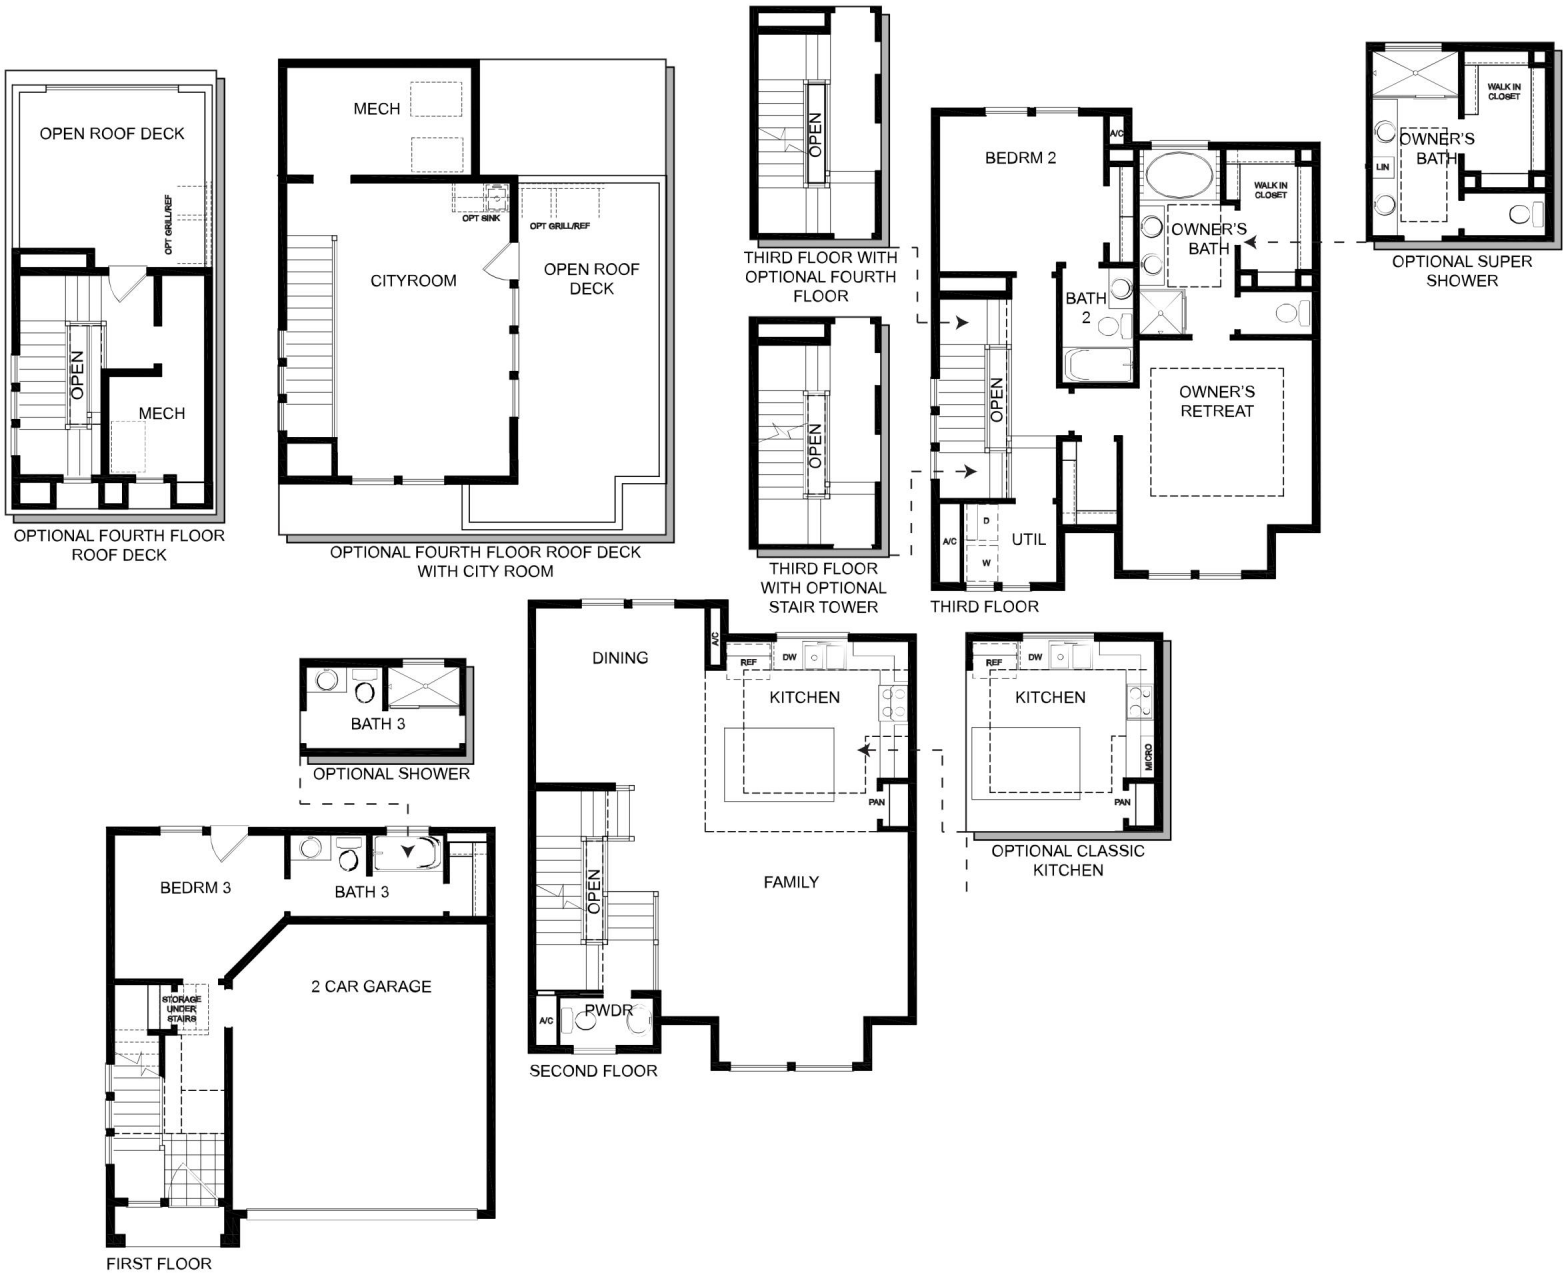 OPEN ROOF DECK
OPT GRILL/REF
OPEN
MECH
OPTIONAL FOURTH FLOOR
ROOF DECK
MECH
OPT SINK
OPT GRILL/REF
CITYROOM
OPEN ROOF
DECK
OPTIONAL FOURTH FLOOR ROOF DECK
WITH CITY ROOM
OPEN
THIRD FLOOR WITH
OPTIONAL FOURTH
FLOOR
OPEN
THIRD FLOOR
WITH OPTIONAL
STAIR TOWER
A/C
BEDRM 2
WALK IN
CLOSET
OWNER'S
BATH
BATH
2
OPEN
OWNER'S
RETREAT
A/C
D
W
UTIL
THIRD FLOOR
WALK IN
CLOSET
OWNER'S
BATH
LIN
OPTIONAL SUPER
SHOWER
BATH 3
OPTIONAL SHOWER
BEDRM 3
BATH 3
2 CAR GARAGE
STORAGE
UNDER
STAIRS
FIRST FLOOR
DINING
A/C
REF
DW
KITCHEN
PAN
FAMILY
OPEN
A/C
PWDR
SECOND FLOOR
REF
DW
KITCHEN
MICRO
PAN
OPTIONAL CLASSIC
KITCHEN